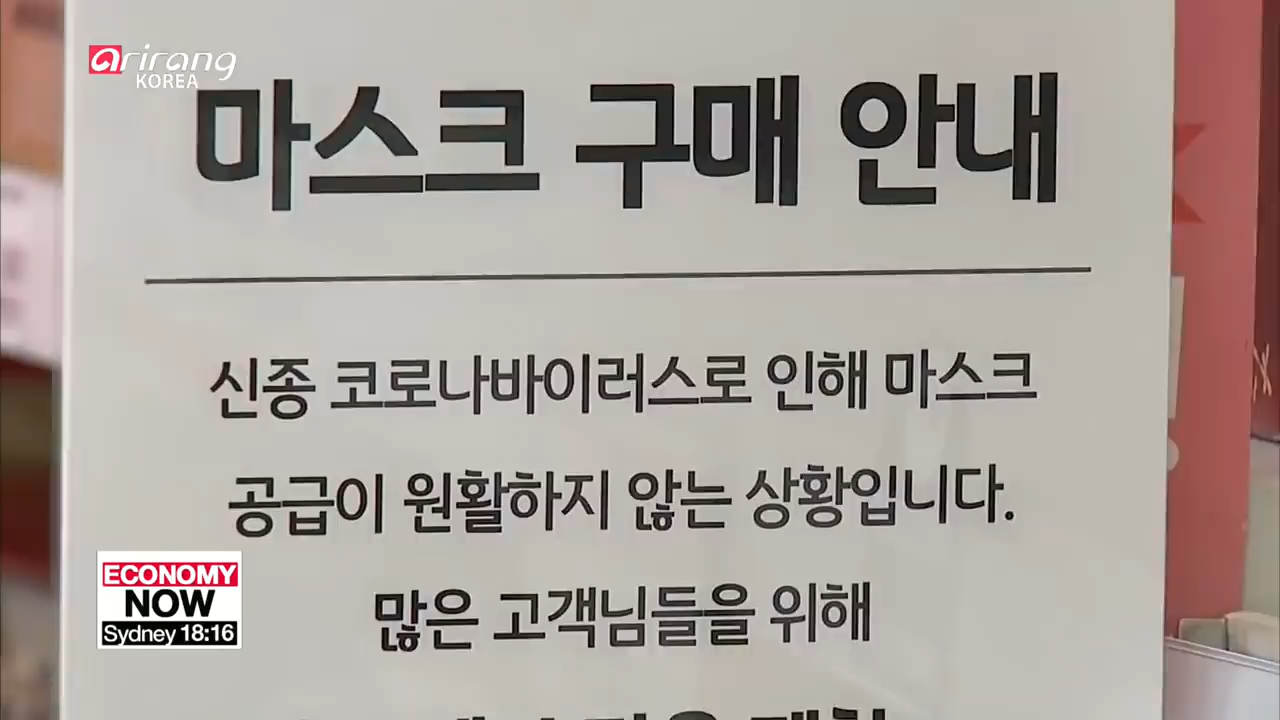 arirang
KOREA
마스크 구매 안내
신종 코로나바이러스로 인해 마스크
공급이 원활하지 않는 상황입니다.
많은 고객님들을 위해
ECONOMY
NOW
Sydney 18:16